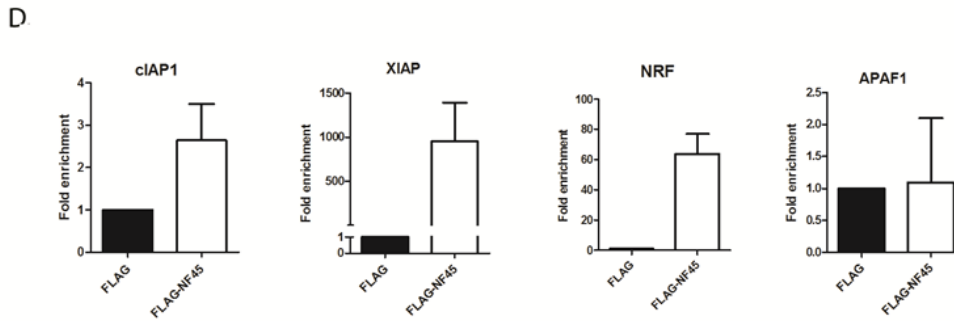 D.
cIAP1
Fold enrichment
4
3
2
1
0
FLAG
FLAG-NF45
XIAP
Fold enrichment
1500
1000
500
1
0
FLAG
FLAG-NF45
NRF
Fold enrichment
100
80
60
40
20
0
FLAG
FLAG-NF45
APAF1
Fold enrichment
2.5
2.0
1.5
1.0
0.5
0.0
FLAG
FLAG-NF45